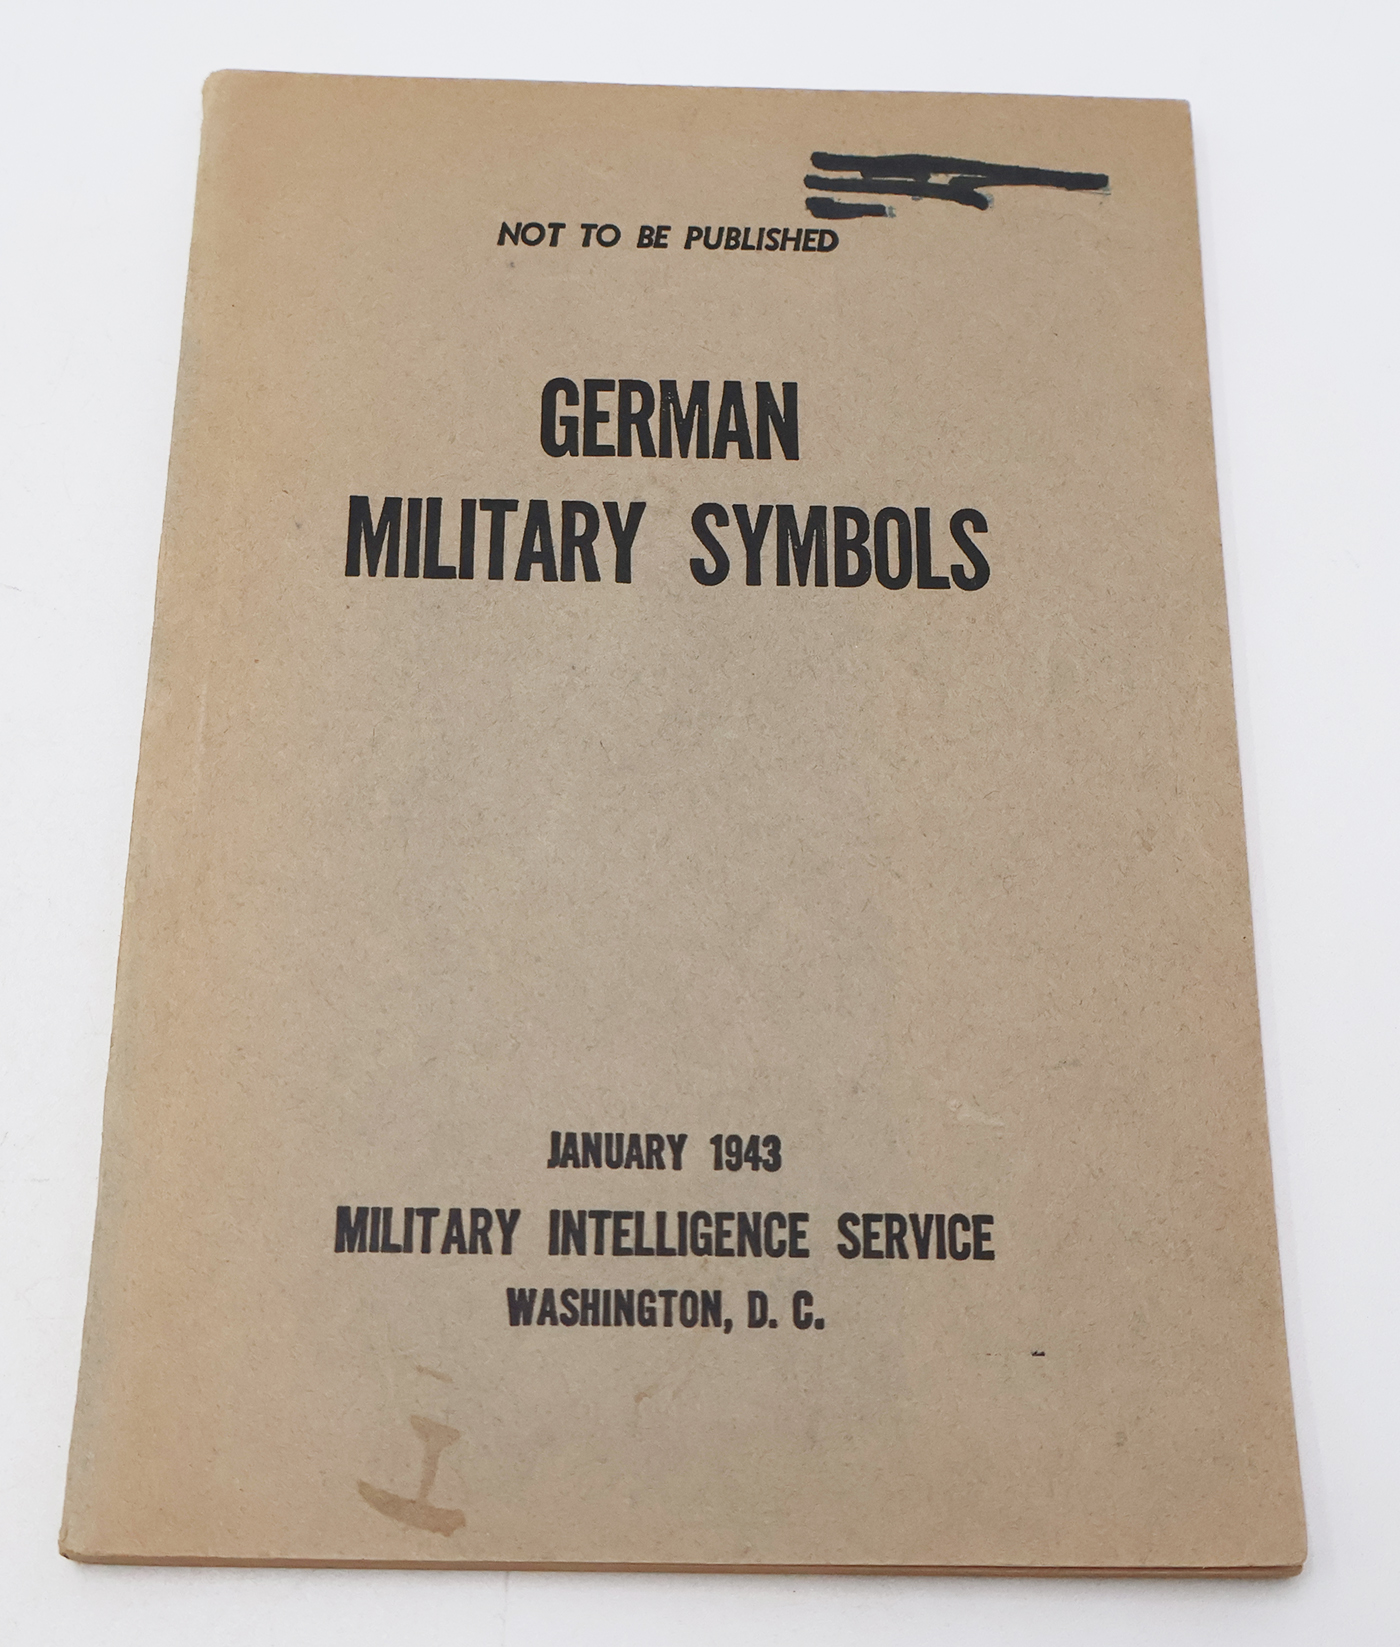 NOT TO BE PUBLISHED
GERMAN
MILITARY SYMBOLS
JANUARY 1943
MILITARY INTELLIGENCE SERVICE
WASHINGTON, D. C.